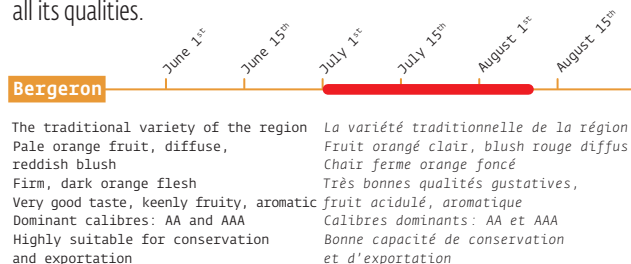 all its qualities.
June 1st
June 15th
July 1st
July 15th
August 1st
August 15th
Bergeron
The traditional variety of the region
Pale orange fruit, diffuse,
reddish blush
Firm, dark orange flesh
Very good taste, keenly fruity, aromatic
Dominant calibres: AA and AAA
Highly suitable for conservation
and exportation
La variété traditionnelle de la région
Fruit orangé clair, blush rouge diffus
Chair ferme orange foncé
Très bonnes qualités gustatives,
fruit acidulé, aromatique
Calibres dominants: AA et AAA
Bonne capacité de conservation
et d'exportation